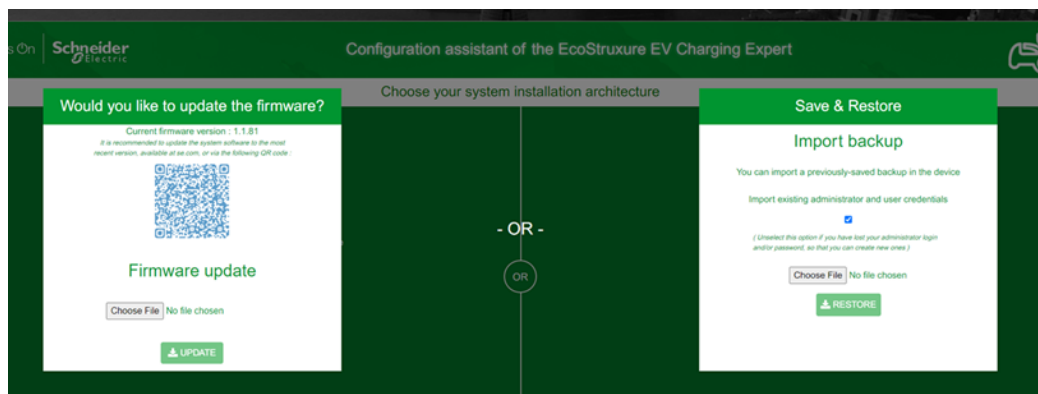 s On
Schneider
Electric
Configuration assistant of the EcoStruxure EV Charging Expert
Choose your system installation architecture
Would you like to update the firmware?
Current firmware version : 1.1.81
It is recommended to update the system software to the most
recent version, available at se.com, or via the following QR code :
Firmware update
Choose File No file chosen
UPDATE
- OR -
OR
Save & Restore
Import backup
You can import a previously-saved backup in the device
Import existing administrator and user credentials
( Unselect this option if you have lost your administrator login
and/or password, so that you can create new ones )
Choose File No file chosen
RESTORE